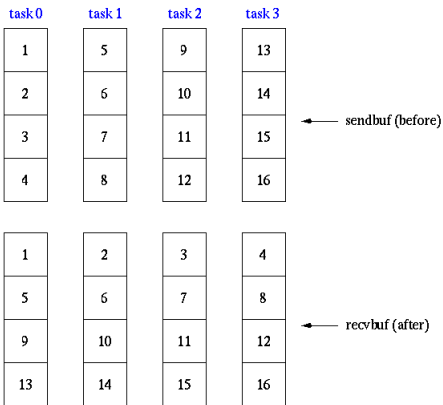 task 0 task 1 task 2 task 3
1 5 9 13
2 6 10 14
sendbuf (before)
3 7 11 15
4 8 12 16
1 2 3 4
5 6 7 8
recvbuf (after)
9 10 11 12
13 14 15 16